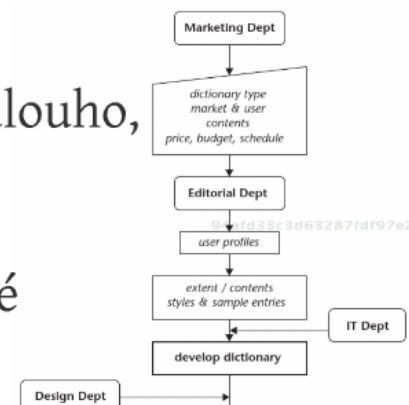 Marketing Dept
dictionary type
market & user
contents
price, budget, schedule
louho,
Editorial Dept
user profiles
é
extent / contents
styles & sample entries
IT Dept
develop dictionary
Design Dept